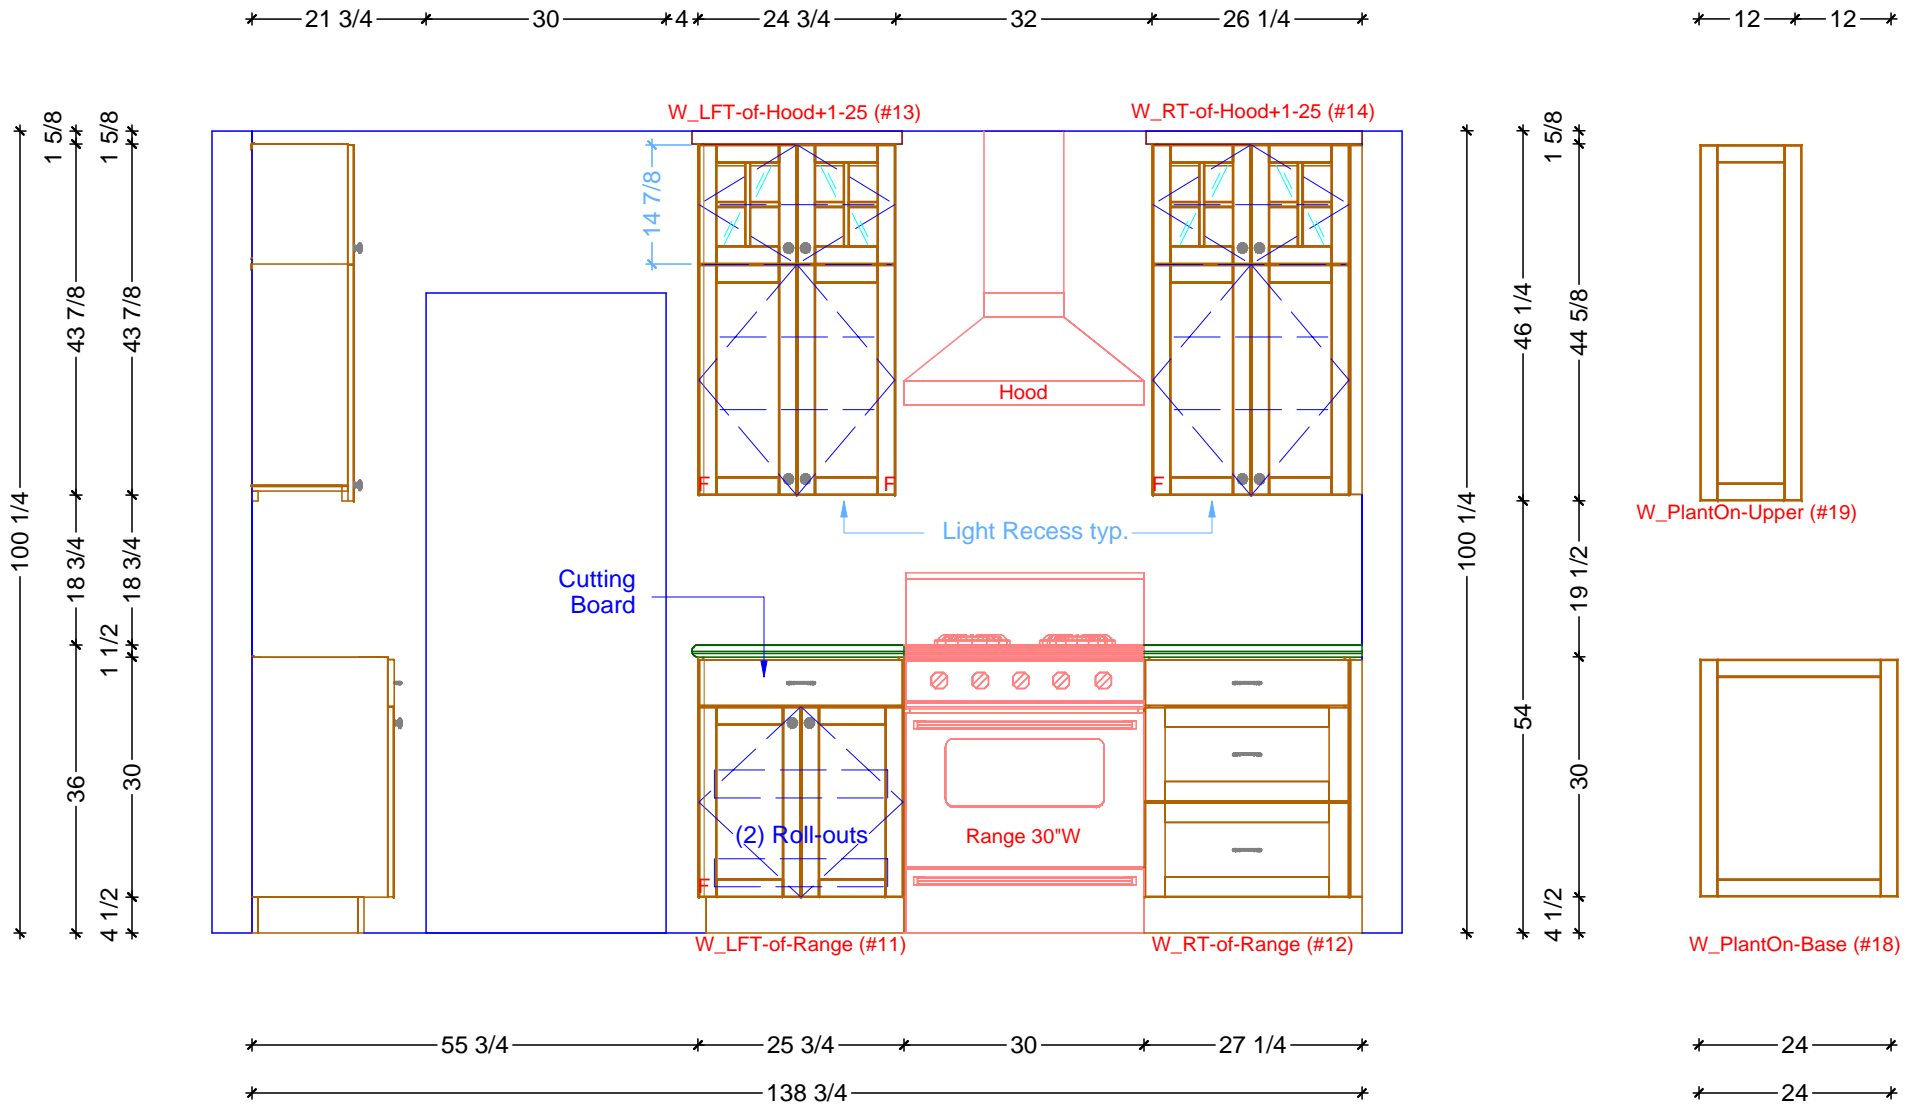 21 3/4
30
4
24 3/4
32
26 1/4
12
12
W_LFT-of-Hood+1-25 (#13)
W_RT-of-Hood+1-25 (#14)
1 5/8
1 5/8
1 5/8
14 7/8
43 7/8
43 7/8
46 1/4
44 5/8
Hood
F
F
F
100 1/4
18 3/4
18 3/4
100 1/4
19 1/2
W_PlantOn-Upper (#19)
Light Recess typ.
Cutting
Board
1 1/2
36
30
54
30
(2) Roll-outs
Range 30"W
F
4 1/2
4 1/2
W_LFT-of-Range (#11)
W_RT-of-Range (#12)
W_PlantOn-Base (#18)
55 3/4
25 3/4
30
27 1/4
24
138 3/4
24